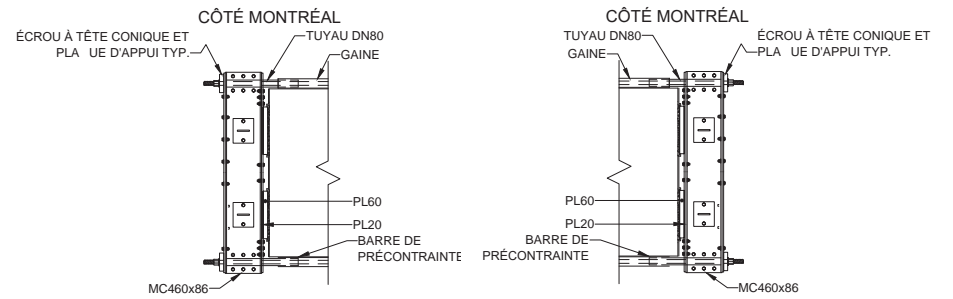 CÔTÉ MONTRÉAL
ÉCROU À TÊTE CONIQUE ET
PLA UE D'APPUI TYP.
TUYAU DN80
GAINE
PL60
PL20
BARRE DE
PRÉCONTRAINTE
MC460x86
CÔTÉ MONTRÉAL
TUYAU DN80
GAINE
ÉCROU À TÊTE CONIQUE ET
PLA UE D'APPUI TYP.
PL60
PL20
BARRE DE
PRÉCONTRAINTE
MC460x86